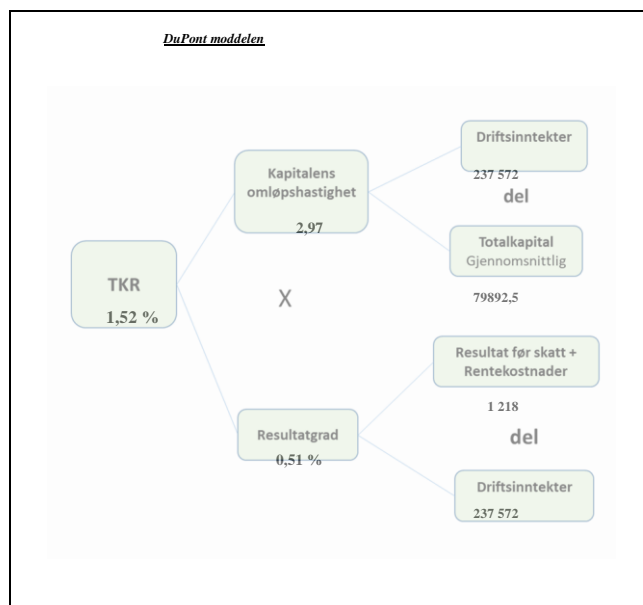 DuPont moddelen
Driftsinntekter
237 572
del
Kapitalens
omløpshastighet
2,97
Totalkapital
Gjennomsnittlig
79892,5
TKR
1,52 %
X
Resultat før skatt +
Rentekostnader
1 218
del
Resultatgrad
0,51 %
Driftsinntekter
237 572